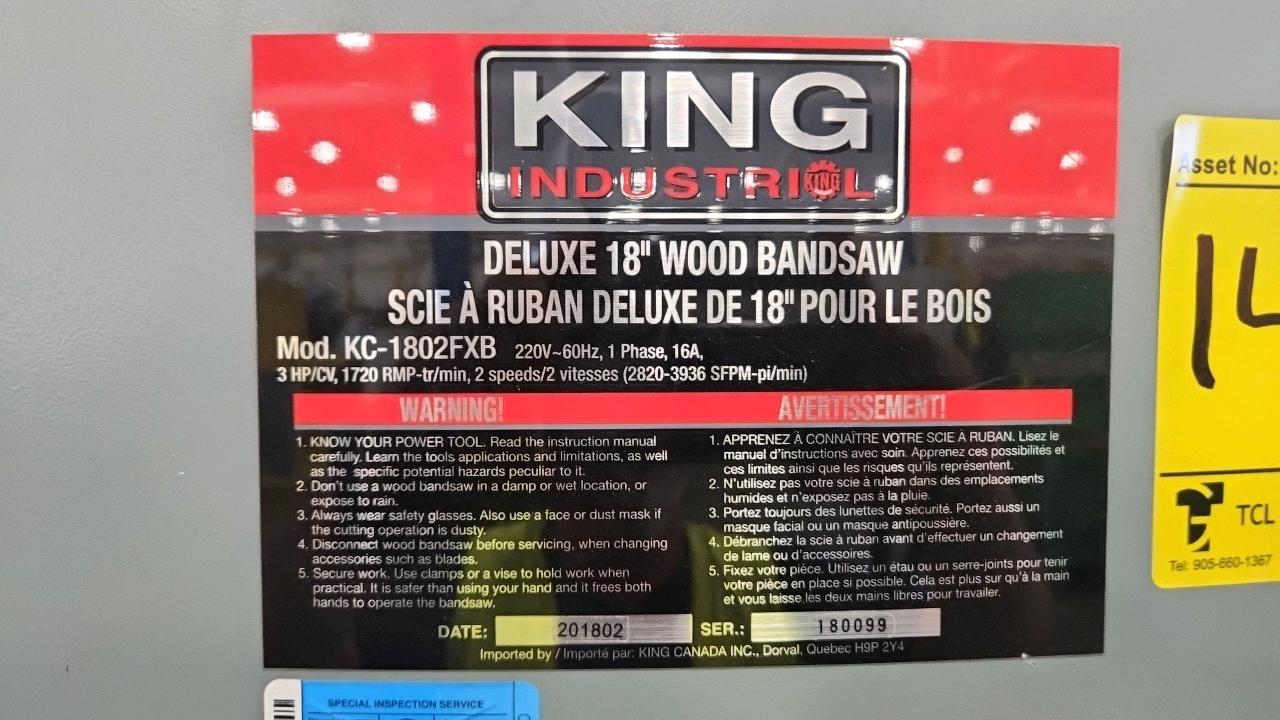 KING
INDUSTRIAL
KING
DELUXE 18" WOOD BANDSAW
SCIE À RUBAN DELUXE DE 18" POUR LE BOIS
Mod. KC-1802FXB 220V~60Hz, 1 Phase, 16A,
3 HP/CV, 1720 RMP-tr/min, 2 speeds/2 vitesses (2820-3936 SFPM-pi/min)
WARNING!
1. KNOW YOUR POWER TOOL. Read the instruction manual
carefully. Learn the tools applications and limitations, as well
as the specific potential hazards peculiar to it.
2. Don't use a wood bandsaw in a damp or wet location, or
expose to rain.
3. Always wear safety glasses. Also use a face or dust mask if
the cutting operation is dusty.
4. Disconnect wood bandsaw before servicing, when changing
accessories such as blades.
5. Secure work. Use clamps or a vise to hold work when
practical. It is safer than using your hand and it frees both
hands to operate the bandsaw.
AVERTISSEMENT!
1. APPRENEZ À CONNAÎTRE VOTRE SCIE À RUBAN. Lisez le
manuel d'instructions avec soin. Apprenez ces possibilités et
ces limites ainsi que les risques qu'ils représentent.
2. N'utilisez pas votre scie à ruban dans des emplacements
humides et n'exposez pas à la pluie.
3. Portez toujours des lunettes de sécurité. Portez aussi un
masque facial ou un masque antipoussière.
4. Débranchez la scie à ruban avant d'effectuer un changement
de lame ou d'accessoires.
5. Fixez votre pièce. Utilisez un étau ou un serre-joints pour tenir
votre pièce en place si possible. Cela est plus sur qu'à la main
et vous laisse les deux mains libres pour travailer.
DATE: 201802 SER.: 180099
Imported by / Importé par: KING CANADA INC., Dorval, Quebec H9P 2Y4
Asset No:
14
TCL
Tel: 905-660-1367
SPECIAL INSPECTION SERVICE